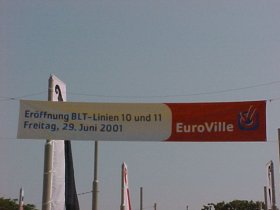 Eröffnung BLT-Linien 10 und 11
Freitag, 29. Juni 2001
EuroVille